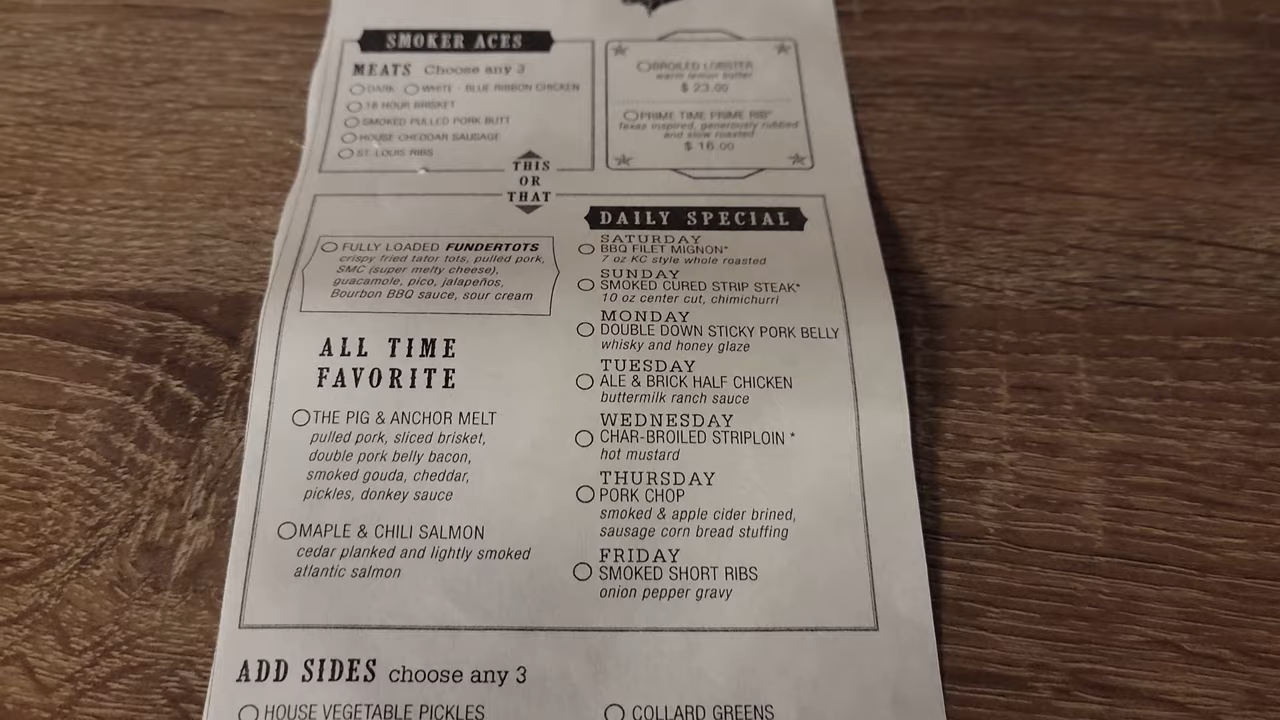 SMOKER ACES
MEATS Choose any 3
DARK WHITE - BLUE RIBBON CHICKEN
18 HOUR BRISKET
SMOKED PULLED PORK BUTT
HOUSE CHEDDAR SAUSAGE
ST. LOUIS RIBS
BROILED LOBSTER
warm lemon butter
$ 23.00
PRIME TIME PRIME RIB*
Texas inspired, generously rubbed
and slow roasted
$ 16.00
THIS
OR
THAT
FULLY LOADED FUNDERTOTS
crispy fried tator tots, pulled pork,
SMC (super melty cheese),
guacamole, pico, jalapeños,
Bourbon BBQ sauce, sour cream
ALL TIME
FAVORITE
THE PIG & ANCHOR MELT
pulled pork, sliced brisket,
double pork belly bacon,
smoked gouda, cheddar,
pickles, donkey sauce
MAPLE & CHILI SALMON
cedar planked and lightly smoked
atlantic salmon
DAILY SPECIAL
SATURDAY
BBQ FILET MIGNON*
7 oz KC style whole roasted
SUNDAY
SMOKED CURED STRIP STEAK*
10 oz center cut, chimichurri
MONDAY
DOUBLE DOWN STICKY PORK BELLY
whisky and honey glaze
TUESDAY
ALE & BRICK HALF CHICKEN
buttermilk ranch sauce
WEDNESDAY
CHAR-BROILED STRIPLOIN *
hot mustard
THURSDAY
PORK CHOP
smoked & apple cider brined,
sausage corn bread stuffing
FRIDAY
SMOKED SHORT RIBS
onion pepper gravy
ADD SIDES choose any 3
HOUSE VEGETABLE PICKLES
COLLARD GREENS